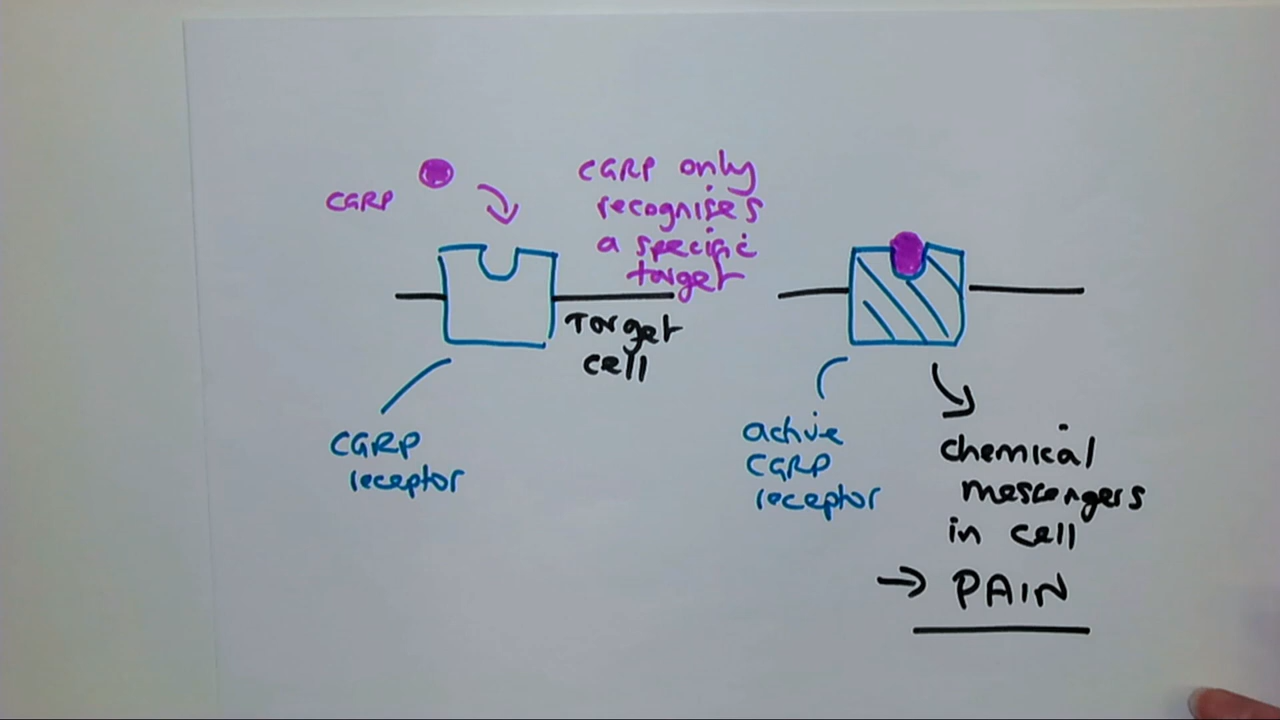 CGRP
CGRP only
recognises
a specific
target
Target
cell
CGRP
receptor
active
CGRP
receptor
chemical
messengers
in cell
→ PAIN